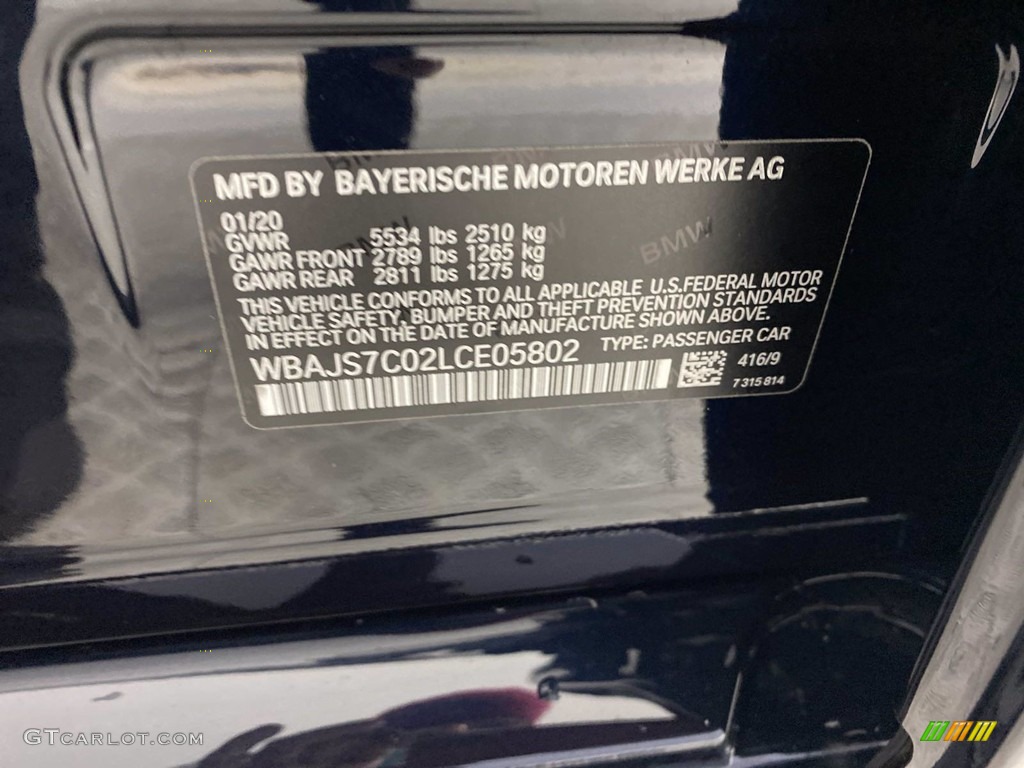 MFD BY BAYERISCHE MOTOREN WERKE AG
01/20
GVWR 5534 lbs 2510 kg
GAWR FRONT 2789 lbs 1265 kg
GAWR REAR 2811 lbs 1275 kg
THIS VEHICLE CONFORMS TO ALL APPLICABLE U.S.FEDERAL MOTOR
VEHICLE SAFETY, BUMPER AND THEFT PREVENTION STANDARDS
IN EFFECT ON THE DATE OF MANUFACTURE SHOWN ABOVE.
WBAJS7C02LCE05802 TYPE: PASSENGER CAR
416/9
7 315 814
BMW
GTCARLOT.COM